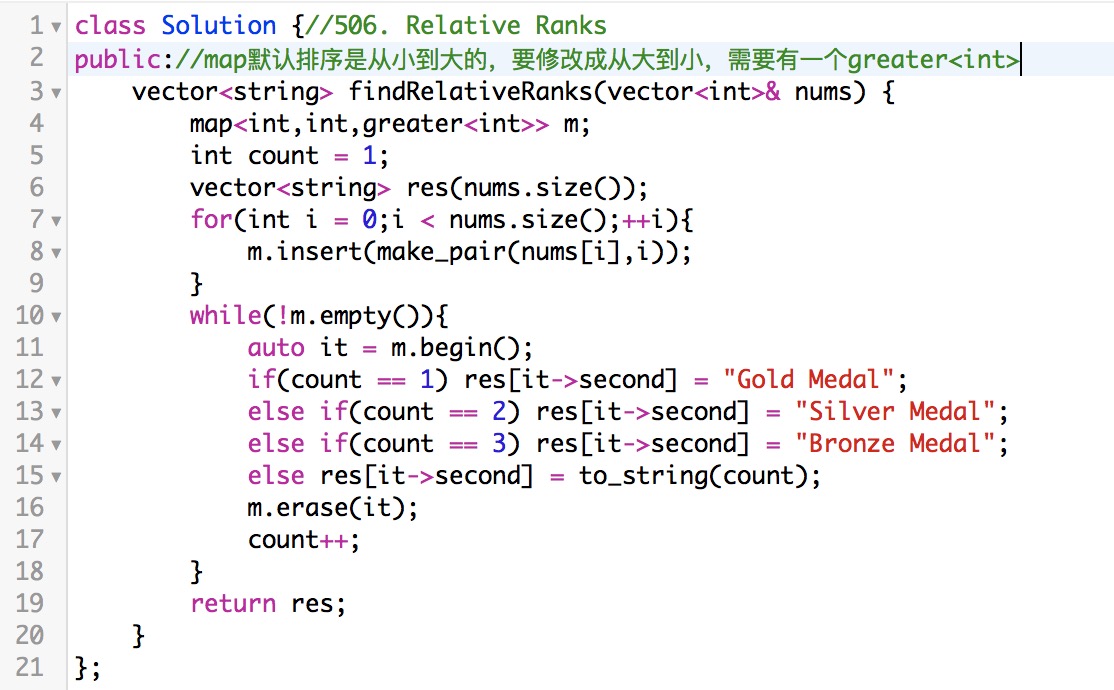 1 class Solution {//506. Relative Ranks
2 public://map默认排序是从小到大的，要修改成从大到小，需要有一个greater<int>
3     vector<string> findRelativeRanks(vector<int>& nums) {
4         map<int,int,greater<int>> m;
5         int count = 1;
6         vector<string> res(nums.size());
7         for(int i = 0;i < nums.size();++i){
8             m.insert(make_pair(nums[i],i));
9         }
10         while(!m.empty()){
11             auto it = m.begin();
12             if(count == 1) res[it->second] = "Gold Medal";
13             else if(count == 2) res[it->second] = "Silver Medal";
14             else if(count == 3) res[it->second] = "Bronze Medal";
15             else res[it->second] = to_string(count);
16             m.erase(it);
17             count++;
18         }
19         return res;
20     }
21 };